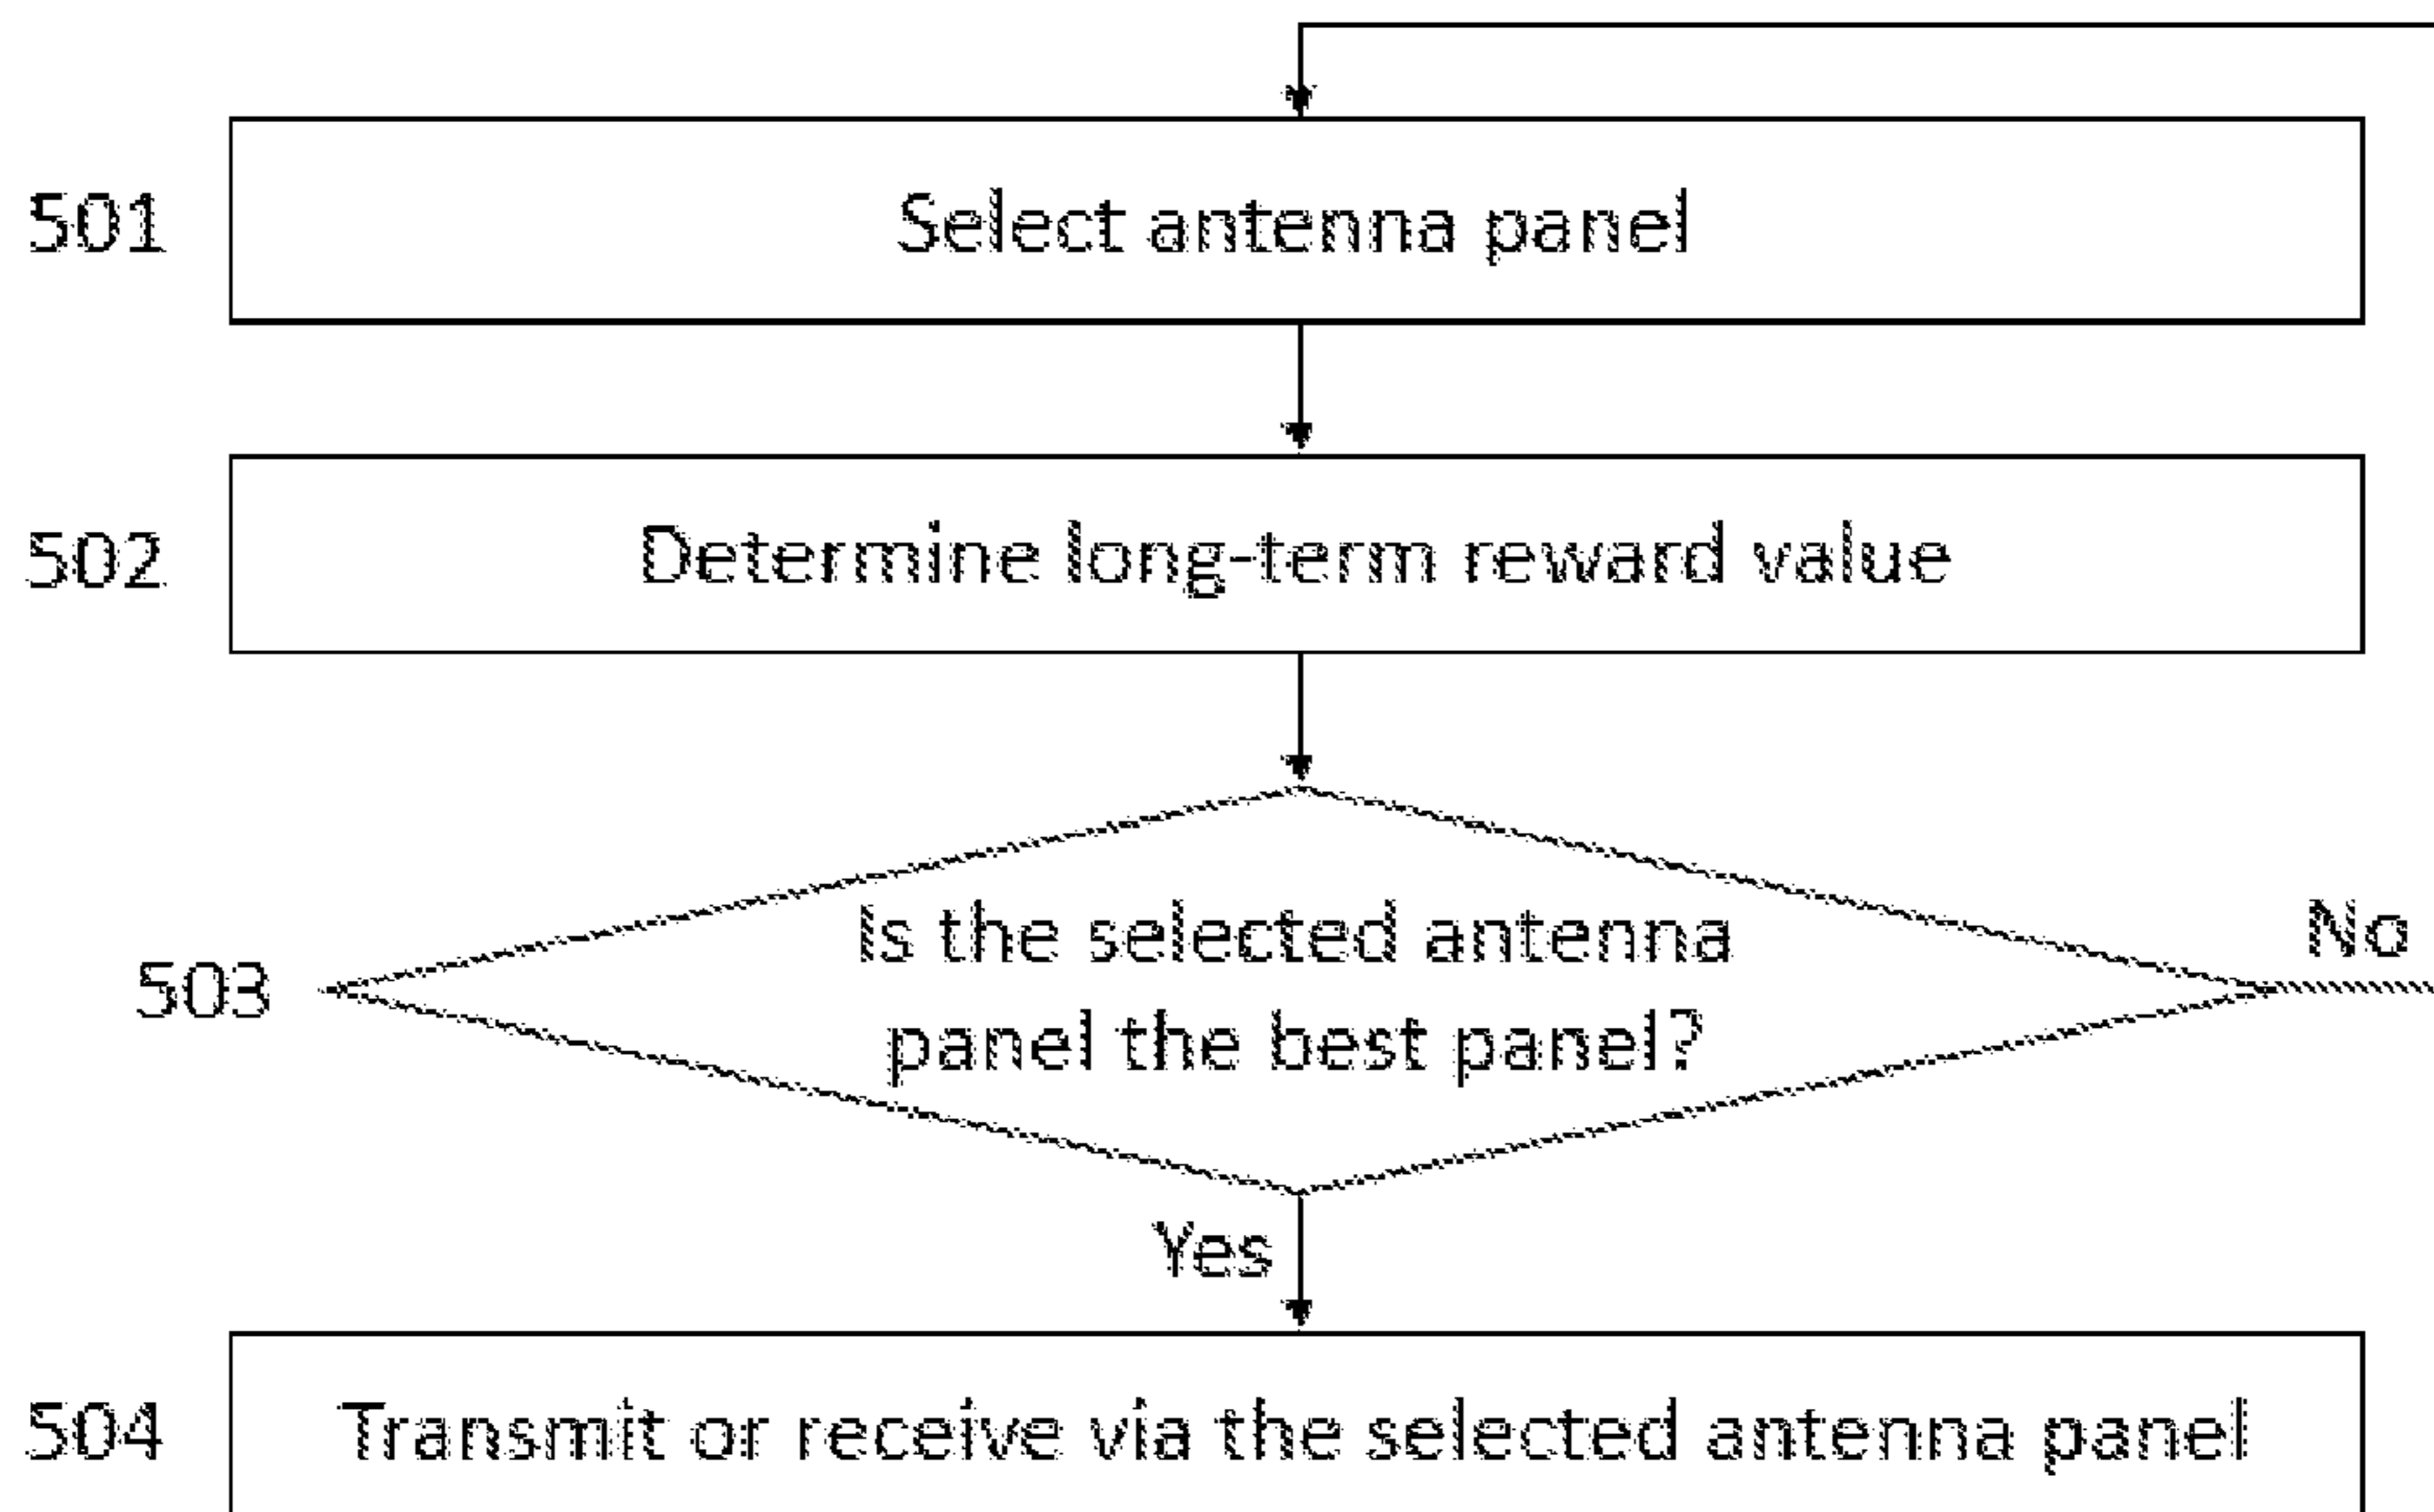 501
Select antenna panel
502
Determine long-term reward value
Is the selected antenna
No
503
panel the best panel?
Yes
504
Transmit or receive via the selected antenna panel